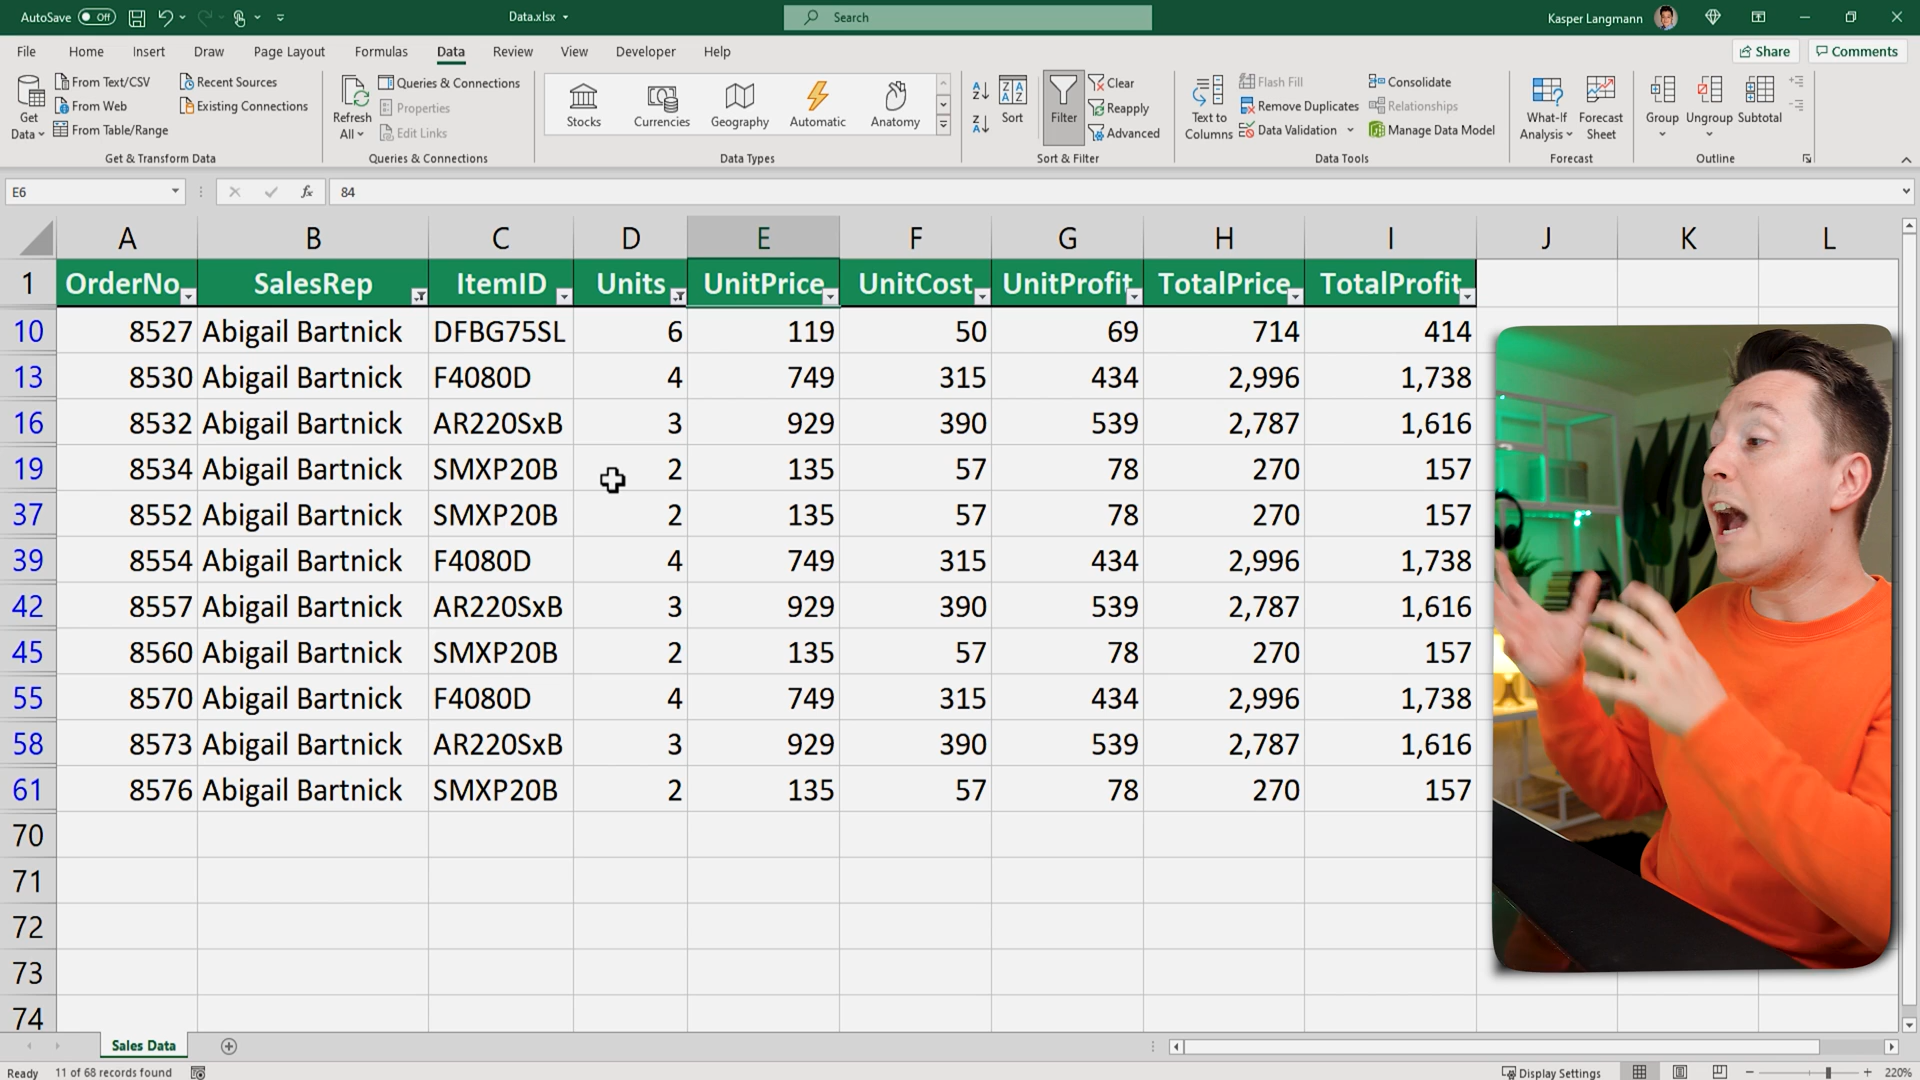 AutoSave Off Data.xlsx Search Kasper Langmann
File Home Insert Draw Page Layout Formulas Data Review View Developer Help Share Comments
Get Data
From Text/CSV
From Web
From Table/Range
Recent Sources
Existing Connections
Get & Transform Data
Refresh All
Queries & Connections
Properties
Edit Links
Queries & Connections
Stocks Currencies Geography Automatic Anatomy
Data Types
Sort
Filter
Clear
Reapply
Advanced
Sort & Filter
Text to Columns
Flash Fill
Remove Duplicates
Data Validation
Consolidate
Relationships
Manage Data Model
Data Tools
What-If Analysis
Forecast Sheet
Forecast
Group Ungroup Subtotal
Outline
E6 fx 84
A B C D E F G H I J K L
1 OrderNo SalesRep ItemID Units UnitPrice UnitCost UnitProfit TotalPrice TotalProfit
10 8527 Abigail Bartnick DFBG75SL 6 119 50 69 714 414
13 8530 Abigail Bartnick F4080D 4 749 315 434 2,996 1,738
16 8532 Abigail Bartnick AR220SxB 3 929 390 539 2,787 1,616
19 8534 Abigail Bartnick SMXP20B 2 135 57 78 270 157
37 8552 Abigail Bartnick SMXP20B 2 135 57 78 270 157
39 8554 Abigail Bartnick F4080D 4 749 315 434 2,996 1,738
42 8557 Abigail Bartnick AR220SxB 3 929 390 539 2,787 1,616
45 8560 Abigail Bartnick SMXP20B 2 135 57 78 270 157
55 8570 Abigail Bartnick F4080D 4 749 315 434 2,996 1,738
58 8573 Abigail Bartnick AR220SxB 3 929 390 539 2,787 1,616
61 8576 Abigail Bartnick SMXP20B 2 135 57 78 270 157
70
71
72
73
74
Sales Data
Ready 11 of 68 records found Display Settings 220%